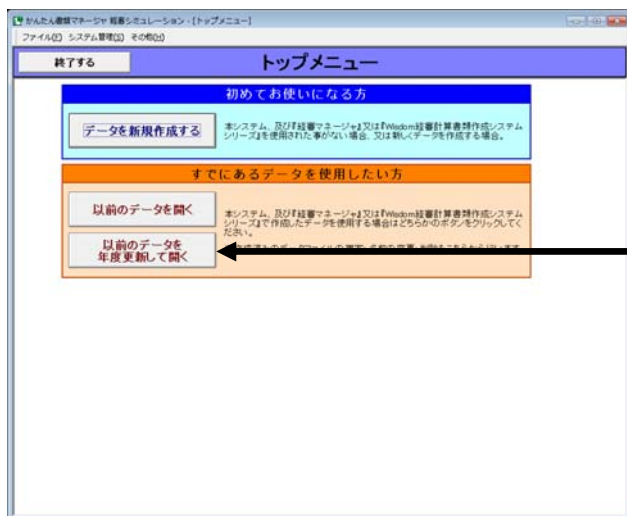 かんたん書類マネージャ 経審シミュレーション - [トップメニュー]
ファイル(F) システム管理(S) その他(H)
終了する
トップメニュー
初めてお使いになる方
データを新規作成する
本システム、及び『経審マネージャ』又は『Wisdom経審計算書類作成システム
シリーズ』を使用された事がない場合、又は新しくデータを作成する場合。
すでにあるデータを使用したい方
以前のデータを開く
本システム、及び『経審マネージャ』又は『Wisdom経審計算書類作成システム
シリーズ』で作成したデータを使用する場合はどちらかのボタンをクリックしてく
ださい。
以前のデータを
年度更新して開く